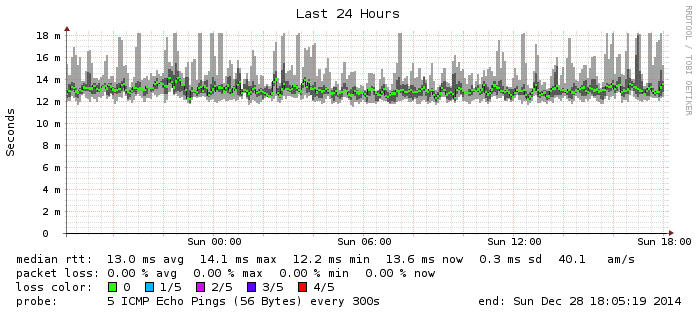 Last 24 Hours
RRDTOOL / TOBI OETIKER
Seconds
18 m
16 m
14 m
12 m
10 m
8 m
6 m
4 m
2 m
0
Sun 00:00 Sun 06:00 Sun 12:00 Sun 18:00
median rtt: 13.0 ms avg 14.1 ms max 12.2 ms min 13.6 ms now 0.3 ms sd 40.1 am/s
packet loss: 0.00 % avg 0.00 % max 0.00 % min 0.00 % now
loss color: 0 1/5 2/5 3/5 4/5
probe: 5 ICMP Echo Pings (56 Bytes) every 300s end: Sun Dec 28 18:05:19 2014